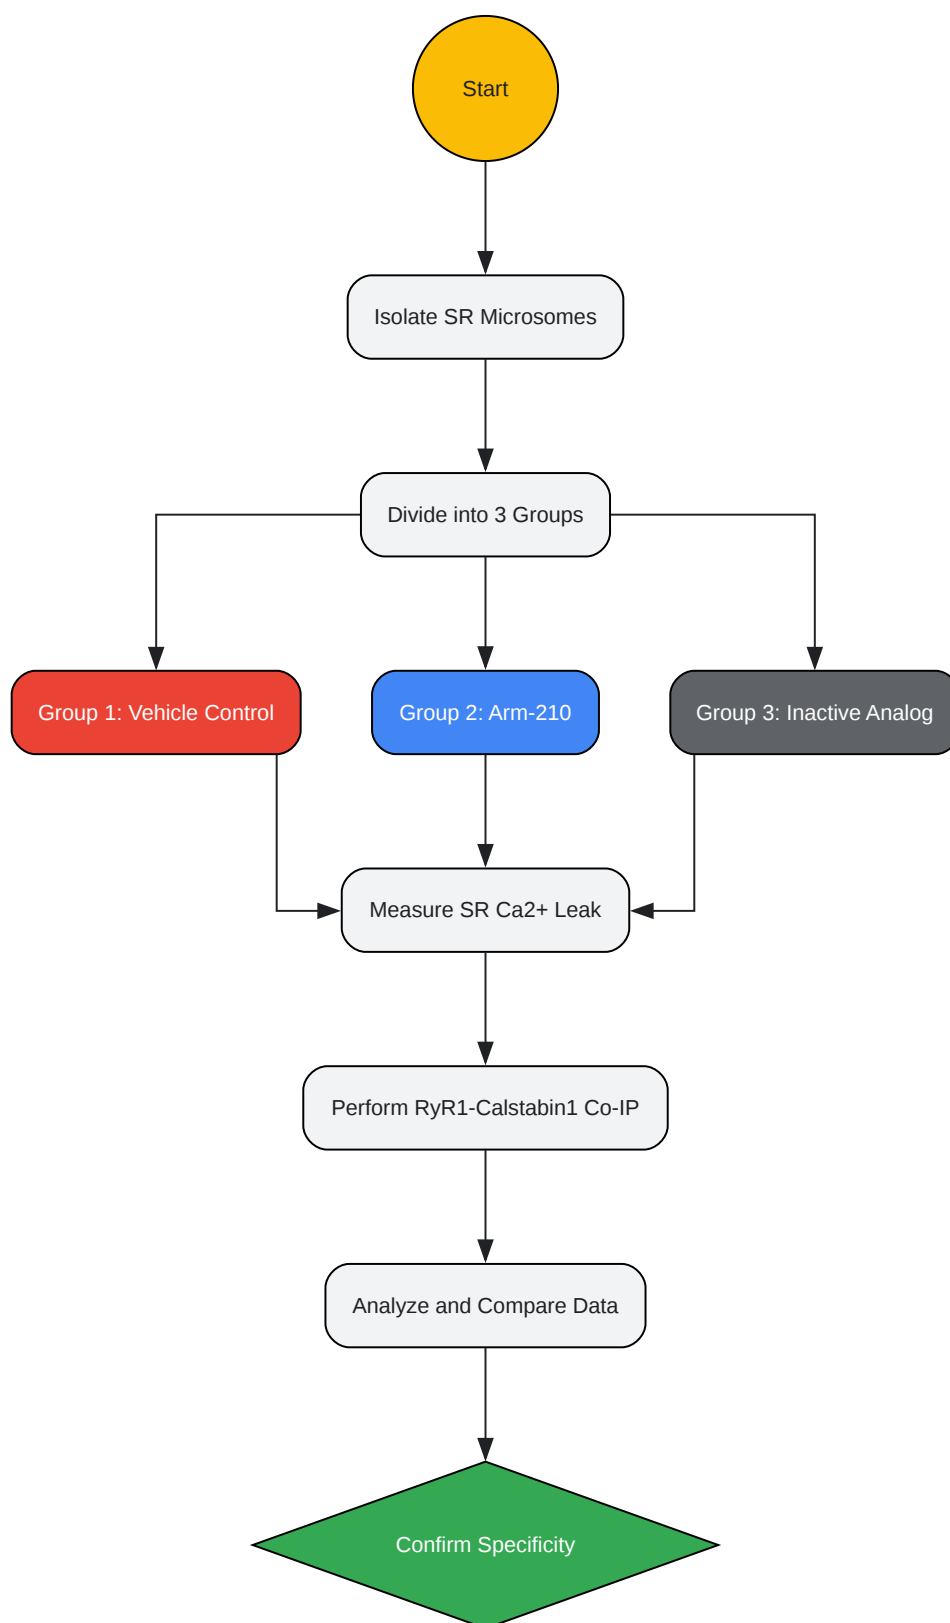 Start
Isolate SR Microsomes
Divide into 3 Groups
Group 1: Vehicle Control
Group 2: Arm-210
Group 3: Inactive Analog
Measure SR Ca2+ Leak
Perform RyR1-Calstabin1 Co-IP
Analyze and Compare Data
Confirm Specificity